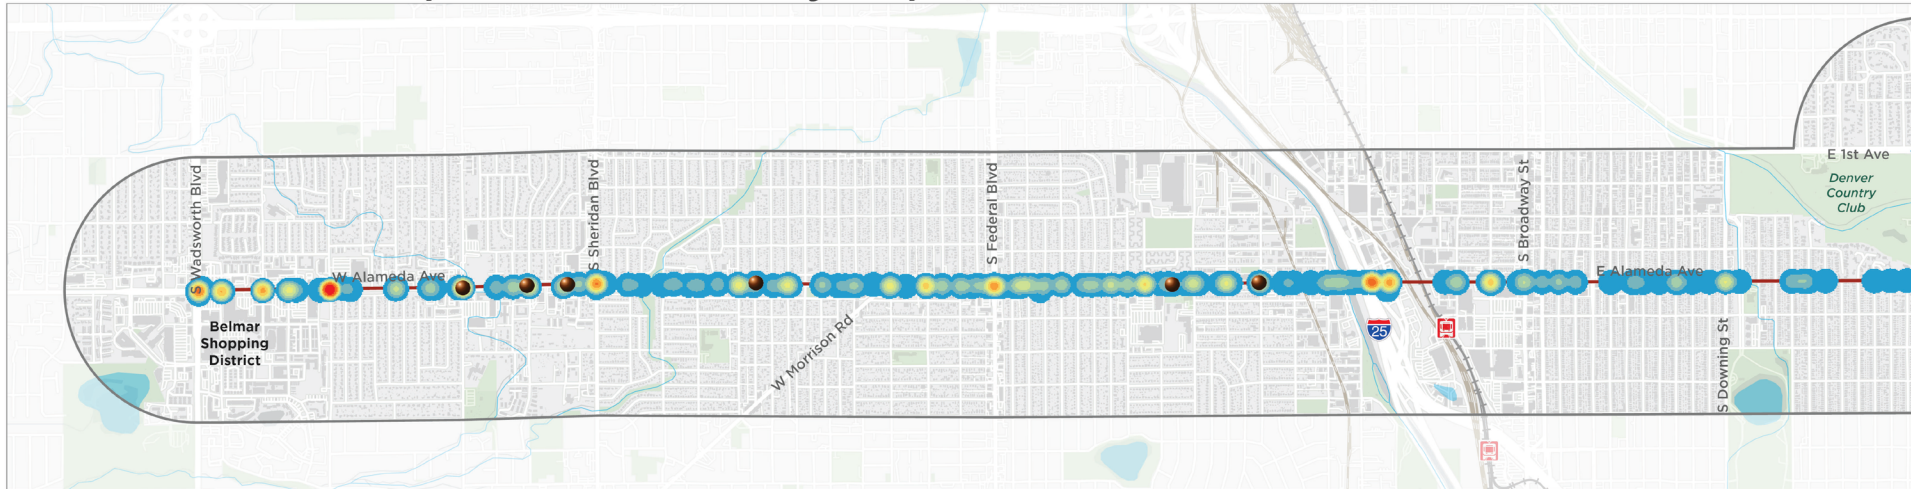 S Wadsworth Blvd
W Alameda Ave
Belmar
Shopping
District
S Sheridan Blvd
W Morrison Rd
S Federal Blvd
25
S Broadway St
E Alameda Ave
S Downing St
E 1st Ave
Denver
Country
Club